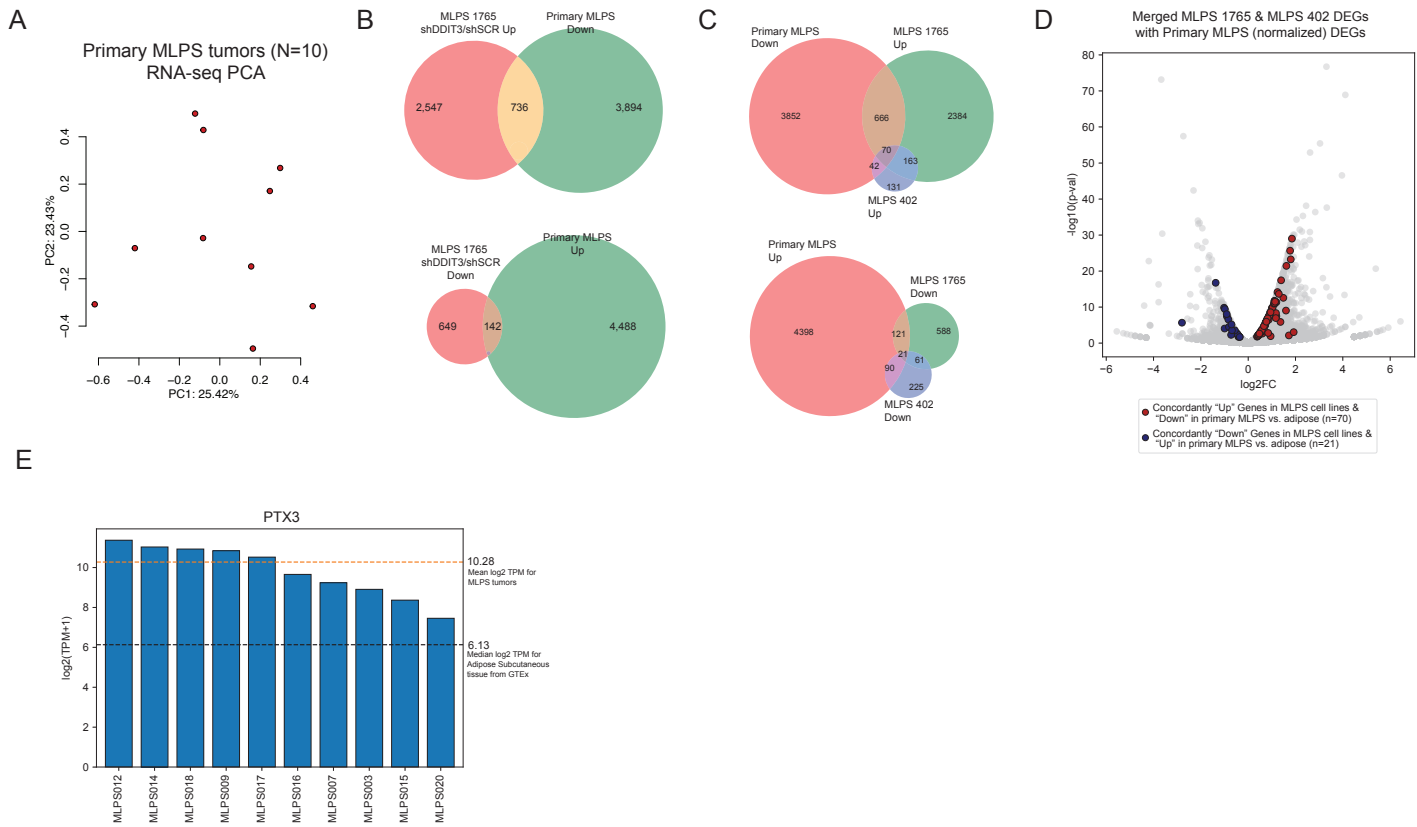 A
Primary MLPS tumors (N=10)
RNA-seq PCA
PC2: 23.43%
0.4
0.2
0.0
−0.2
−0.4
−0.6
−0.4
−0.2
0.0
0.2
0.4
PC1: 25.42%
B
MLPS 1765
shDDIT3/shSCR Up
Primary MLPS
Down
2,547
736
3,894
MLPS 1765
shDDIT3/shSCR
Down
Primary MLPS
Up
649
142
4,488
C
Primary MLPS
Down
MLPS 1765
Up
3852
666
2384
70
42
163
131
MLPS 402
Up
Primary MLPS
Up
MLPS 1765
Down
4398
121
588
21
90
61
225
MLPS 402
Down
D
Merged MLPS 1765 & MLPS 402 DEGs
with Primary MLPS (normalized) DEGs
-log10(p-val)
80
70
60
50
40
30
20
10
0
−6
−4
−2
0
2
4
6
log2FC
Concordantly “Up” Genes in MLPS cell lines &
“Down” in primary MLPS vs. adipose (n=70)
Concordantly “Down” Genes in MLPS cell lines &
“Up” in primary MLPS vs. adipose (n=21)
E
PTX3
log2(TPM+1)
10
8
6
4
2
0
10.28
Mean log2 TPM for
MLPS tumors
6.13
Median log2 TPM for
Adipose Subcutaneous
tissue from GTEx
MLPS012
MLPS014
MLPS018
MLPS009
MLPS017
MLPS016
MLPS007
MLPS003
MLPS015
MLPS020